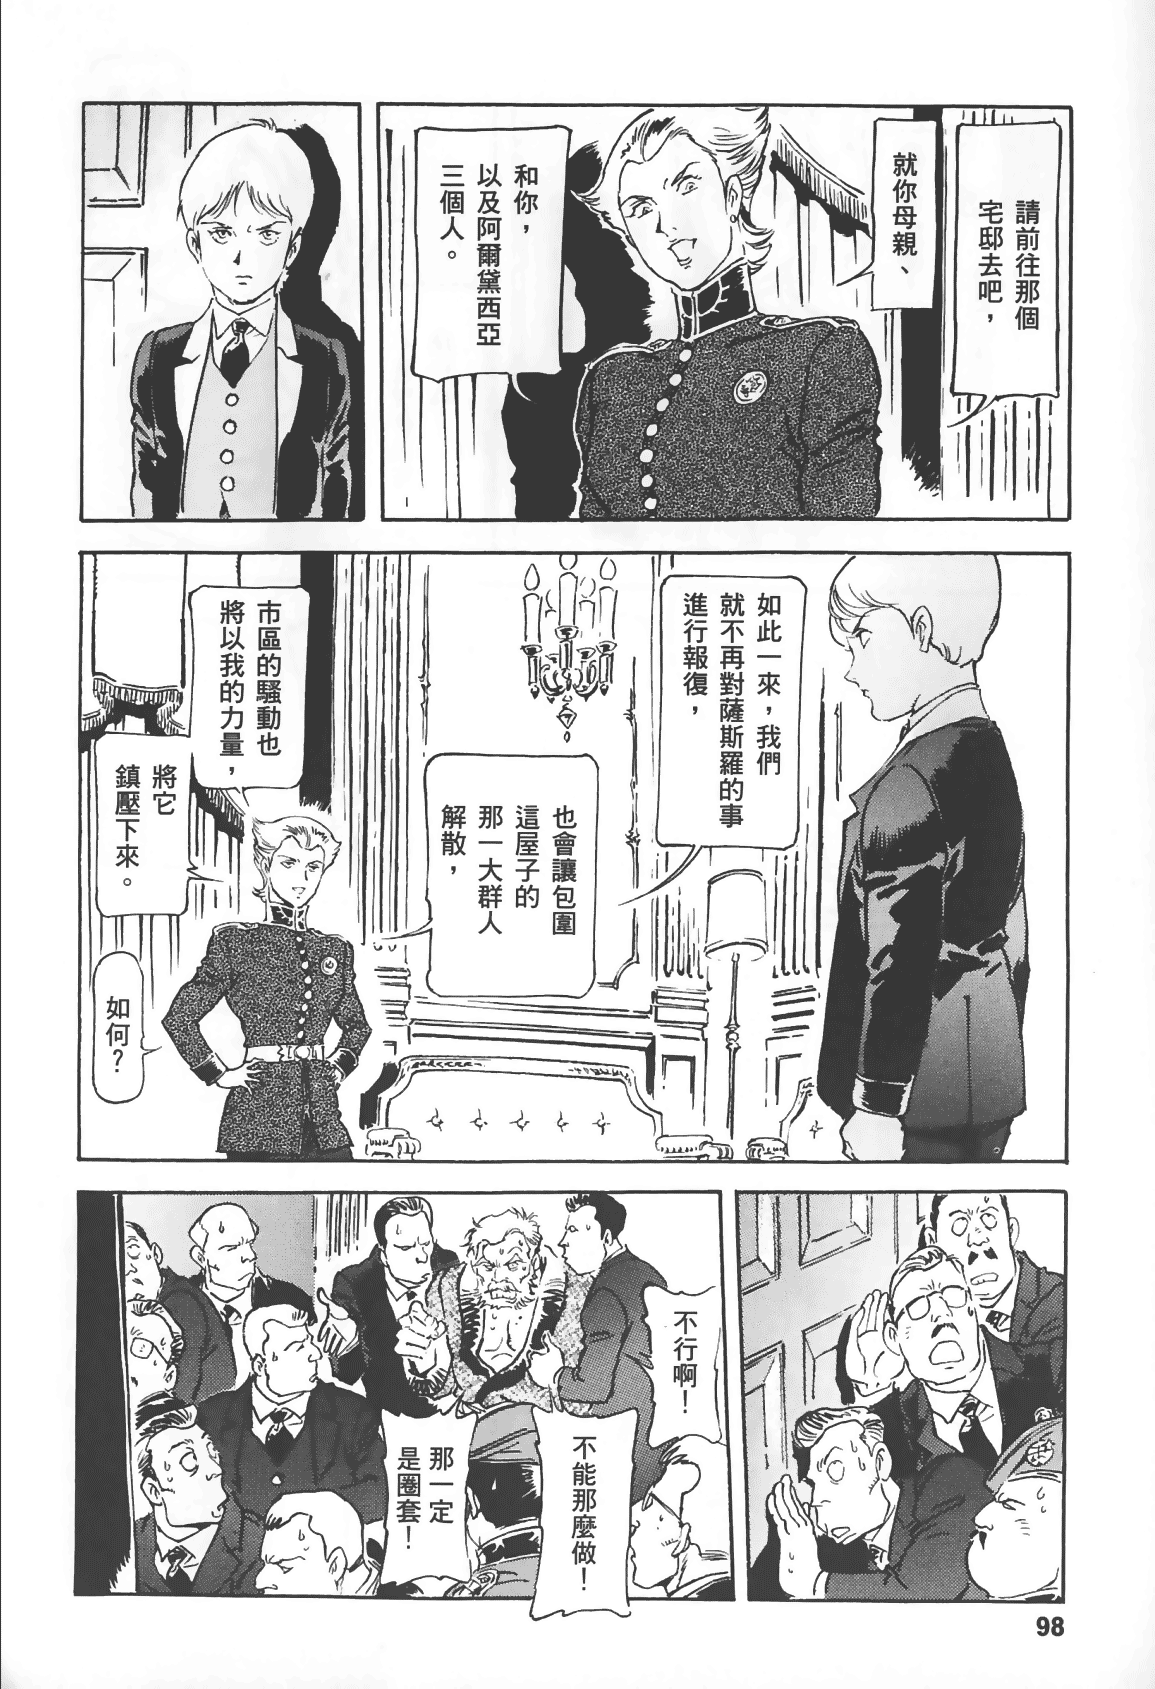 請前往那個
宅邸去吧，
就你母親、
和你，
以及阿爾黛西亞
三個人。
如此一來，我們
就不再對薩斯羅的事
進行報復，
也會讓包圍
這屋子的
那一大群人
解散，
市區的騷動也
將以我的力量，
將它
鎮壓下來。
如何？
不行啊！
不能那麼做！
那一定
是圈套！
98